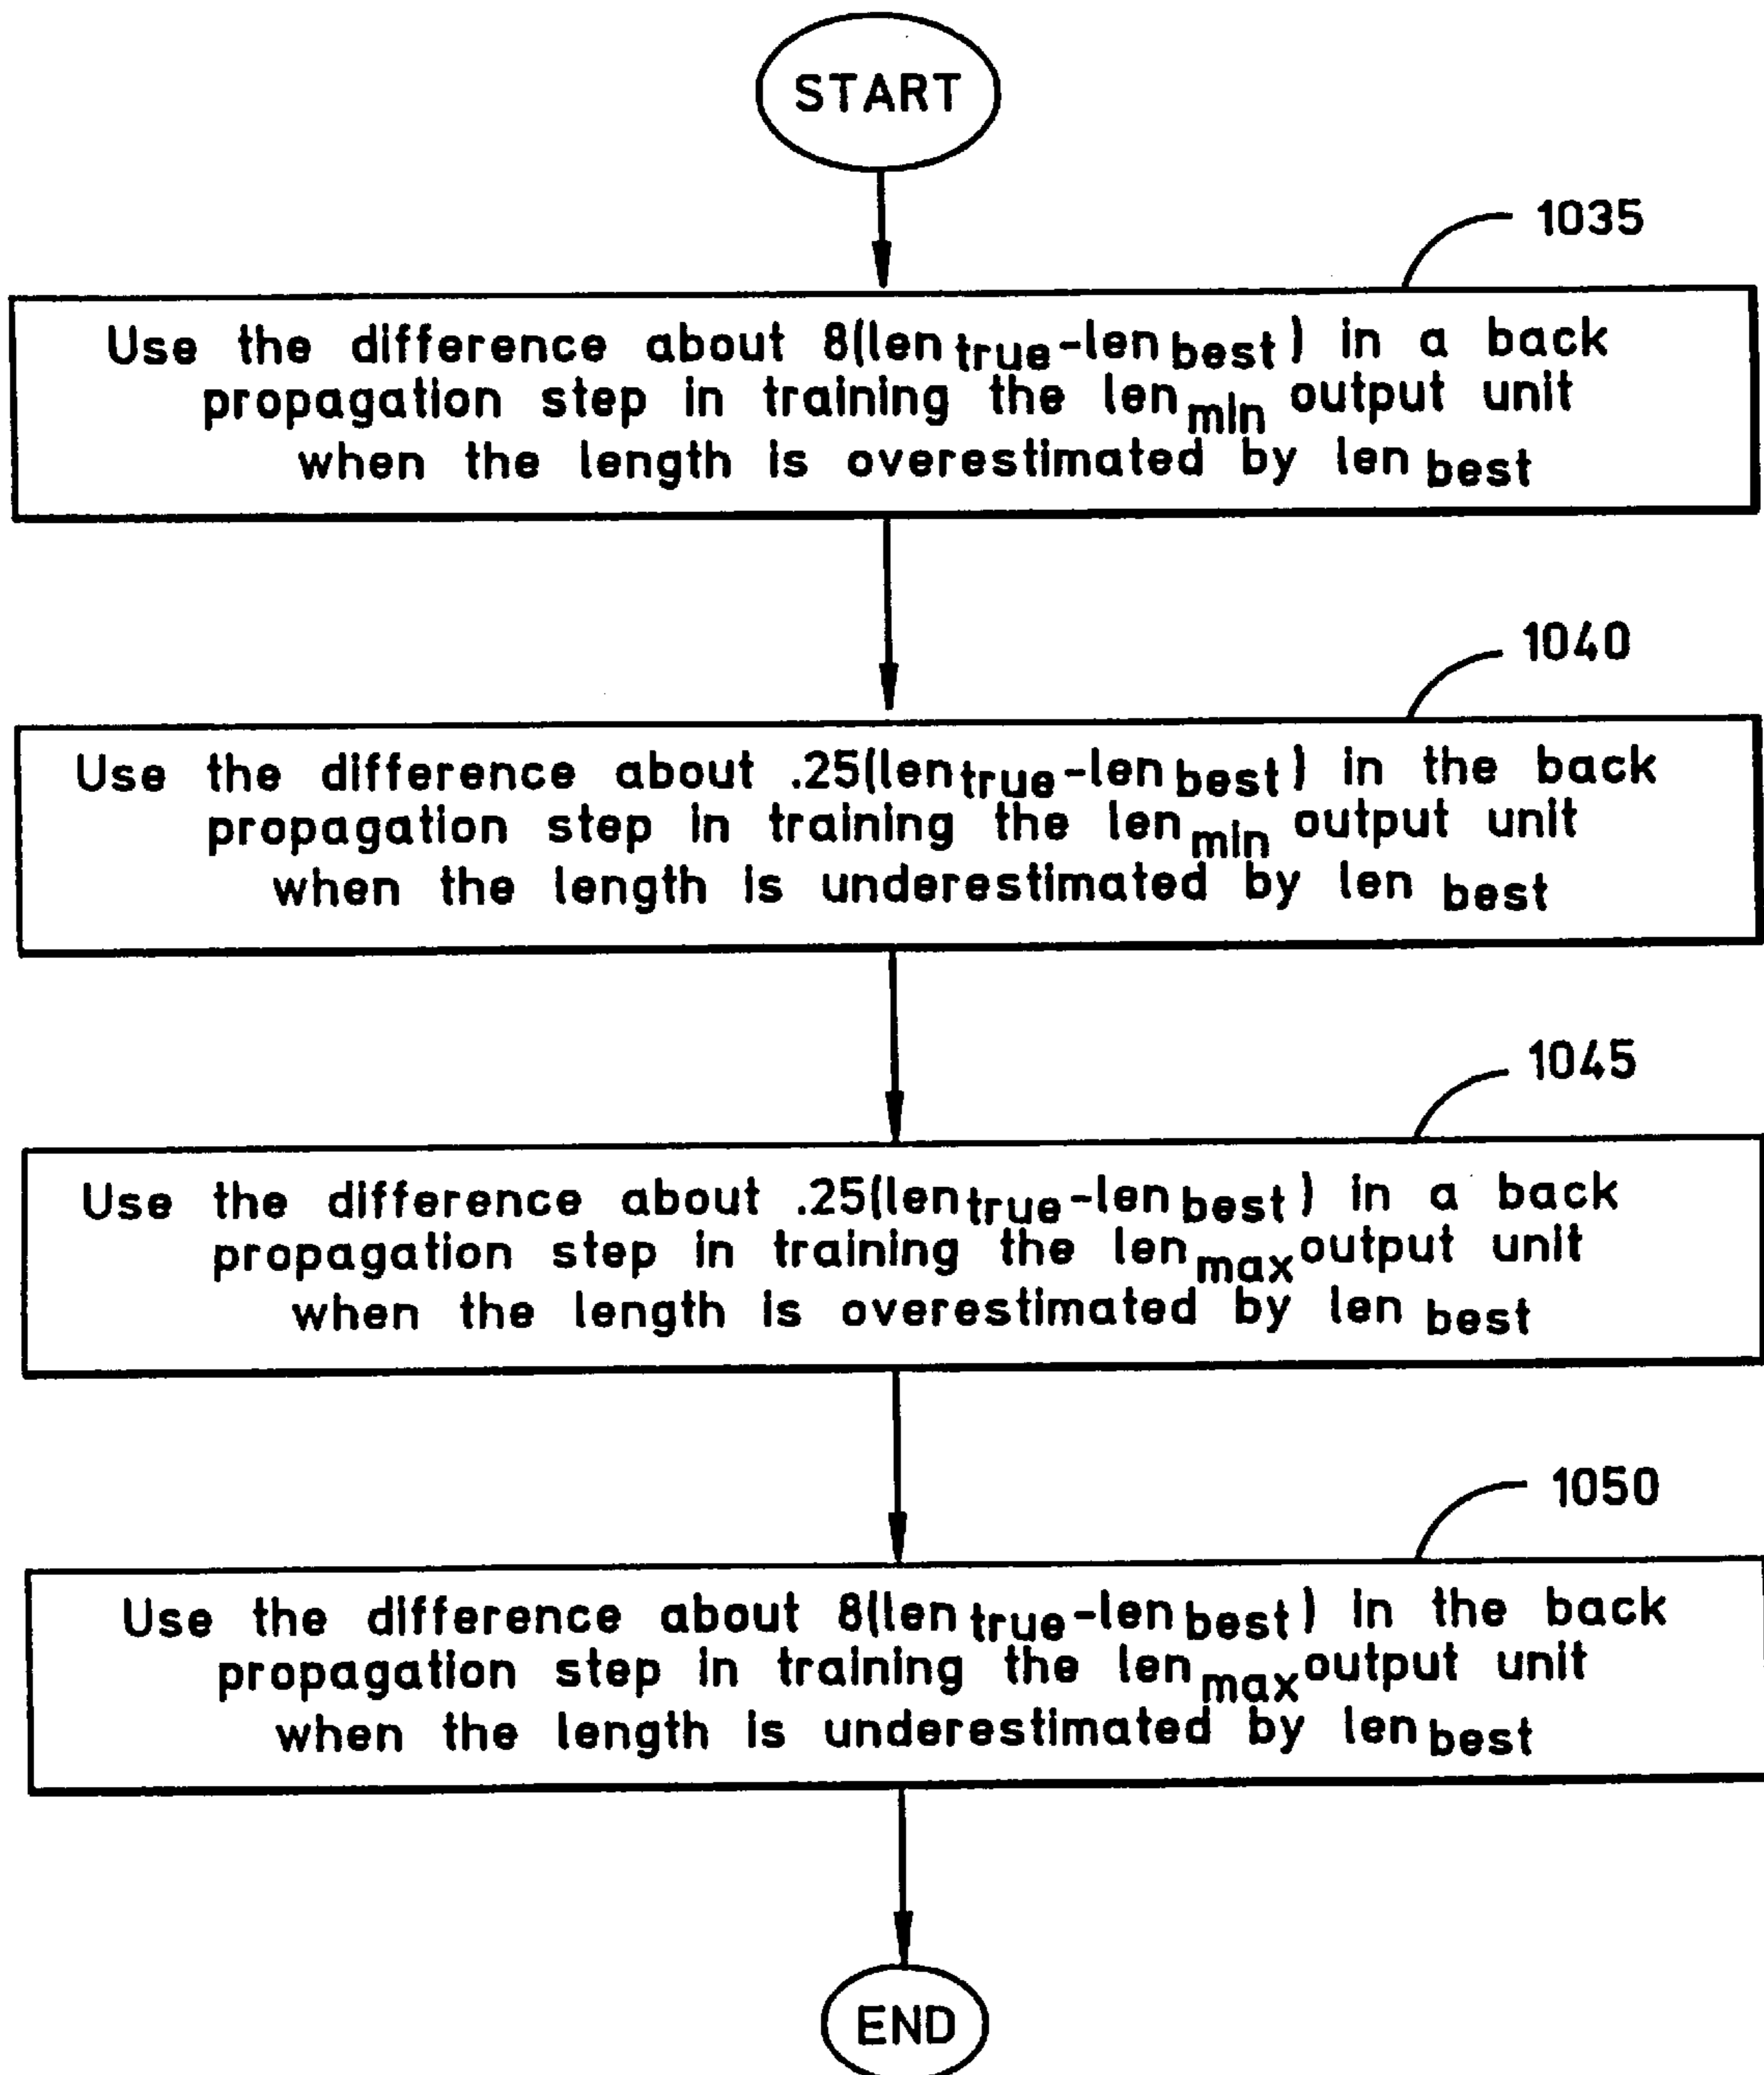 START
1035
Use the difference about 8(len true-len best) in a back
propagation step in training the len min output unit
when the length is overestimated by len best
1040
Use the difference about .25(len true-len best) in the back
propagation step in training the len min output unit
when the length is underestimated by len best
1045
Use the difference about .25(len true-len best) in a back
propagation step in training the len max output unit
when the length is overestimated by len best
1050
Use the difference about 8(len true-len best) in the back
propagation step in training the len max output unit
when the length is underestimated by len best
END